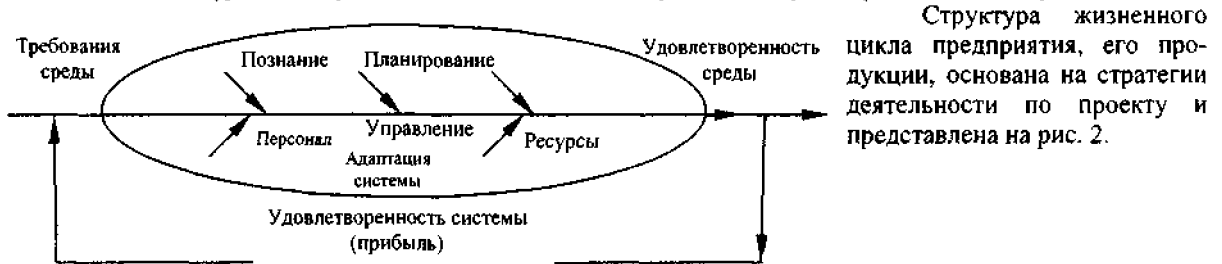 Требования
среды
Познание
Планирование
Удовлетворенность
среды
Персонал
Управление
Ресурсы
Адаптация
системы
Удовлетворенность системы
(прибыль)
Структура жизненного
цикла предприятия, его про-
дукции, основана на стратегии
деятельности по проекту и
представлена на рис. 2.